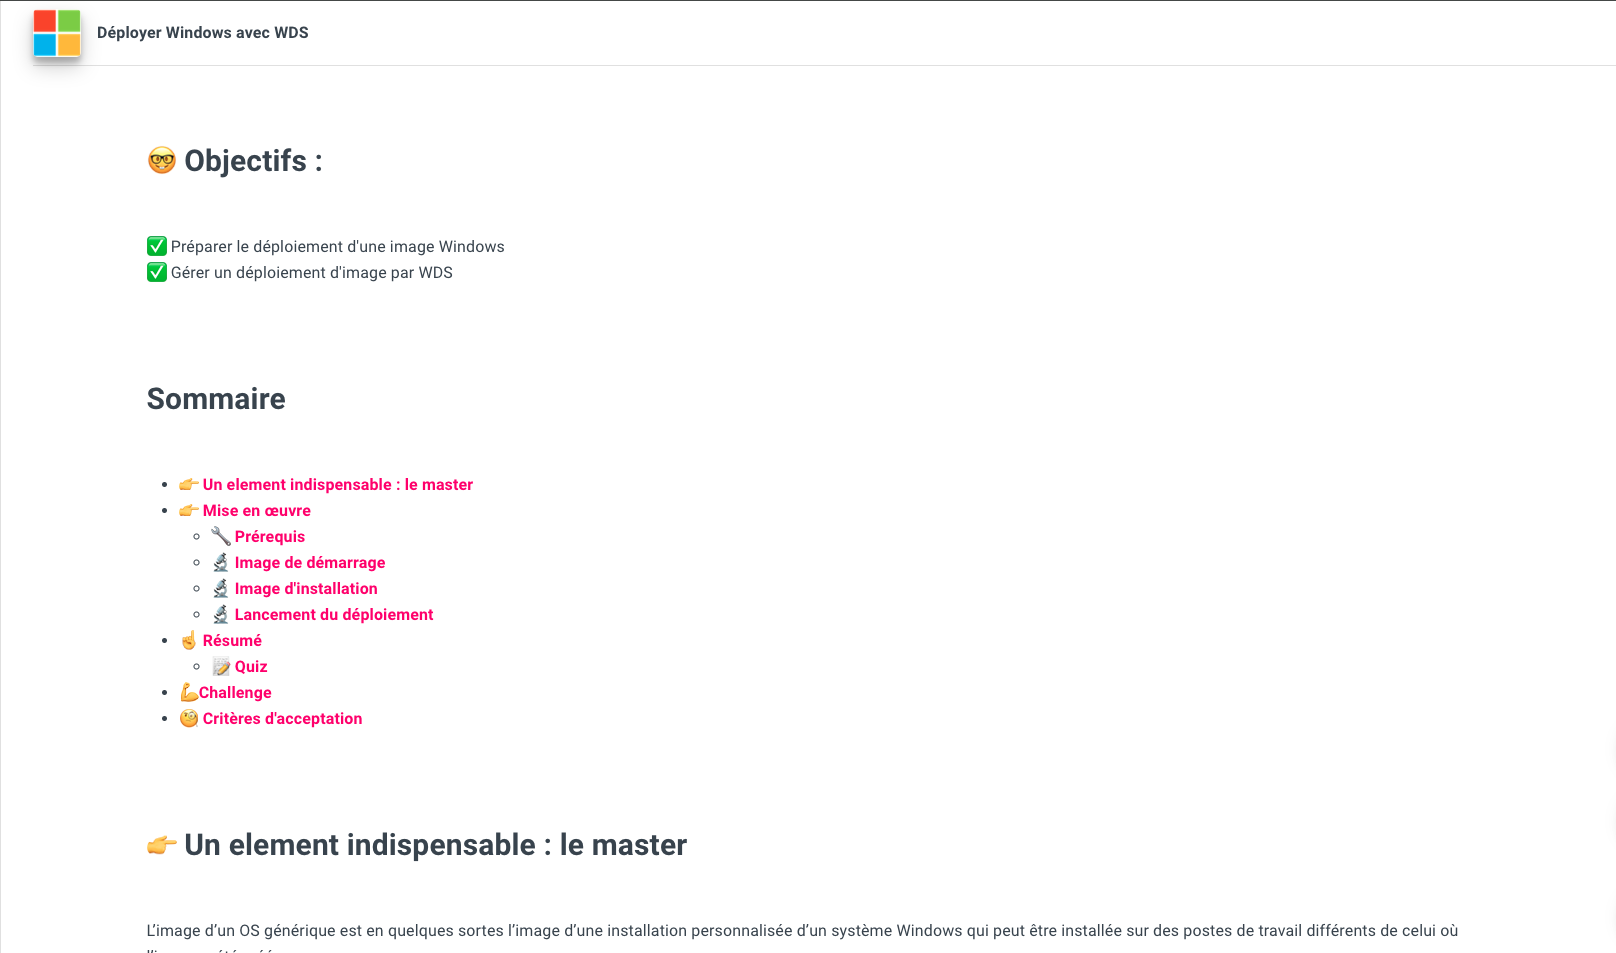 Déployer Windows avec WDS
🤓 Objectifs :
✅ Préparer le déploiement d'une image Windows
✅ Gérer un déploiement d'image par WDS
Sommaire
👉 Un element indispensable : le master
👉 Mise en œuvre
🔧 Prérequis
🔬 Image de démarrage
🔬 Image d'installation
🔬 Lancement du déploiement
☝️ Résumé
📝 Quiz
💪Challenge
🧐 Critères d'acceptation
👉 Un element indispensable : le master
L’image d’un OS générique est en quelques sortes l’image d’une installation personnalisée d’un système Windows qui peut être installée sur des postes de travail différents de celui où